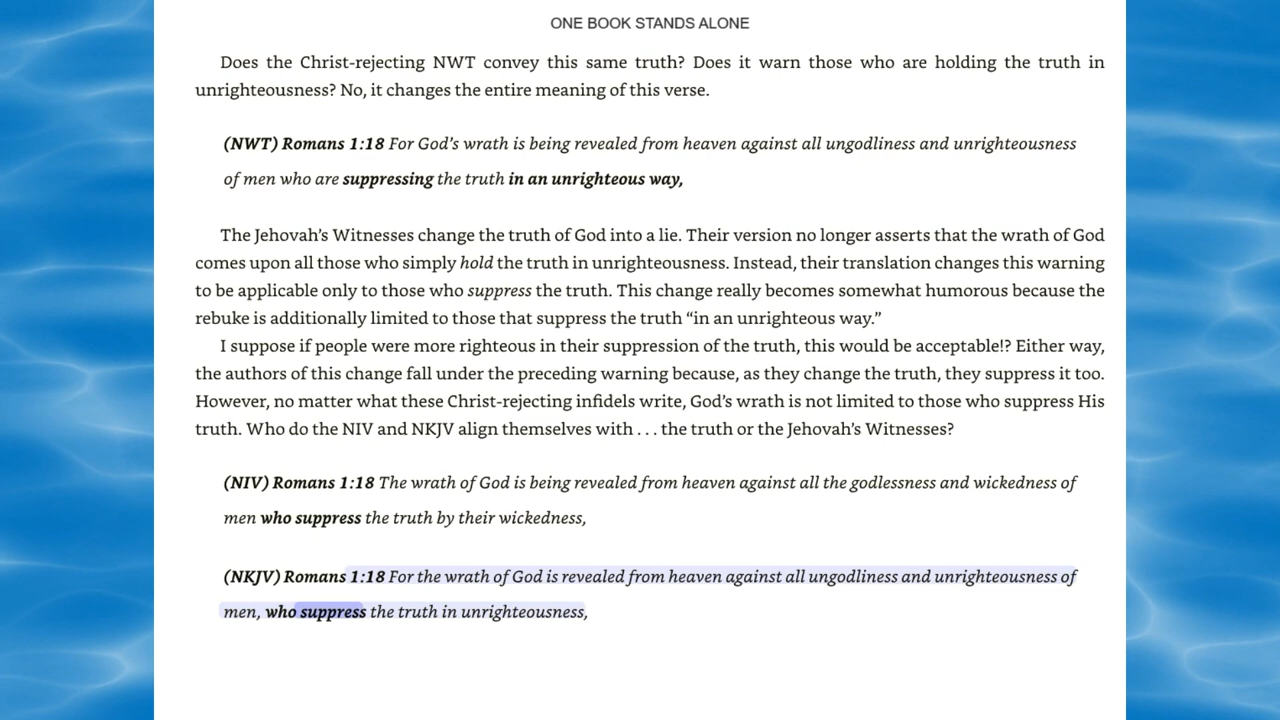 ONE BOOK STANDS ALONE
Does the Christ-rejecting NWT convey this same truth? Does it warn those who are holding the truth in
unrighteousness? No, it changes the entire meaning of this verse.
(NWT) Romans 1:18 For God’s wrath is being revealed from heaven against all ungodliness and unrighteousness
of men who are suppressing the truth in an unrighteous way,
The Jehovah’s Witnesses change the truth of God into a lie. Their version no longer asserts that the wrath of God
comes upon all those who simply hold the truth in unrighteousness. Instead, their translation changes this warning
to be applicable only to those who suppress the truth. This change really becomes somewhat humorous because the
rebuke is additionally limited to those that suppress the truth “in an unrighteous way.”
I suppose if people were more righteous in their suppression of the truth, this would be acceptable!? Either way,
the authors of this change fall under the preceding warning because, as they change the truth, they suppress it too.
However, no matter what these Christ-rejecting infidels write, God’s wrath is not limited to those who suppress His
truth. Who do the NIV and NKJV align themselves with . . . the truth or the Jehovah’s Witnesses?
(NIV) Romans 1:18 The wrath of God is being revealed from heaven against all the godlessness and wickedness of
men who suppress the truth by their wickedness,
(NKJV) Romans 1:18 For the wrath of God is revealed from heaven against all ungodliness and unrighteousness of
men, who suppress the truth in unrighteousness,